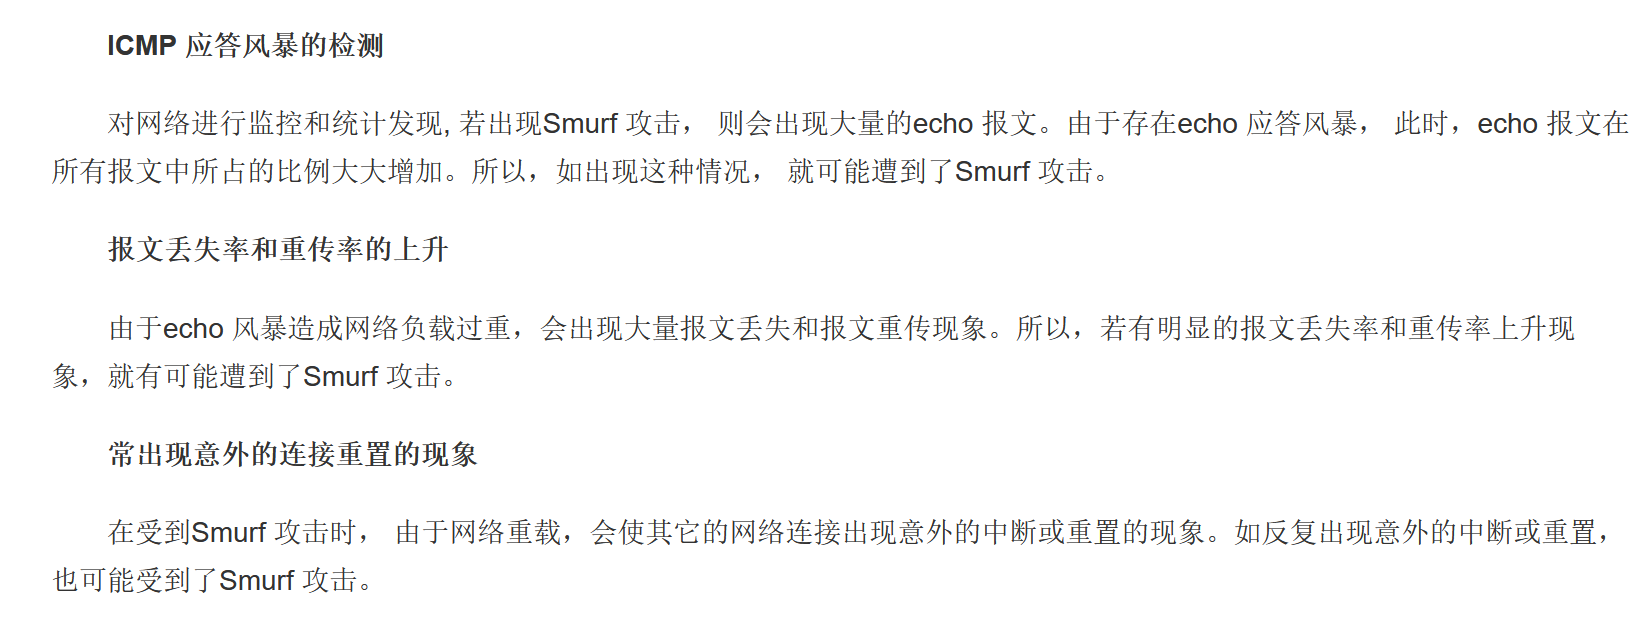 ICMP 应答风暴的检测
对网络进行监控和统计发现, 若出现Smurf 攻击， 则会出现大量的echo 报文。由于存在echo 应答风暴， 此时，echo 报文在
所有报文中所占的比例大大增加。所以，如出现这种情况， 就可能遭到了Smurf 攻击。
报文丢失率和重传率的上升
由于echo 风暴造成网络负载过重，会出现大量报文丢失和报文重传现象。所以，若有明显的报文丢失率和重传率上升现
象，就有可能遭到了Smurf 攻击。
常出现意外的连接重置的现象
在受到Smurf 攻击时， 由于网络重载，会使其它的网络连接出现意外的中断或重置的现象。如反复出现意外的中断或重置，
也可能受到了Smurf 攻击。